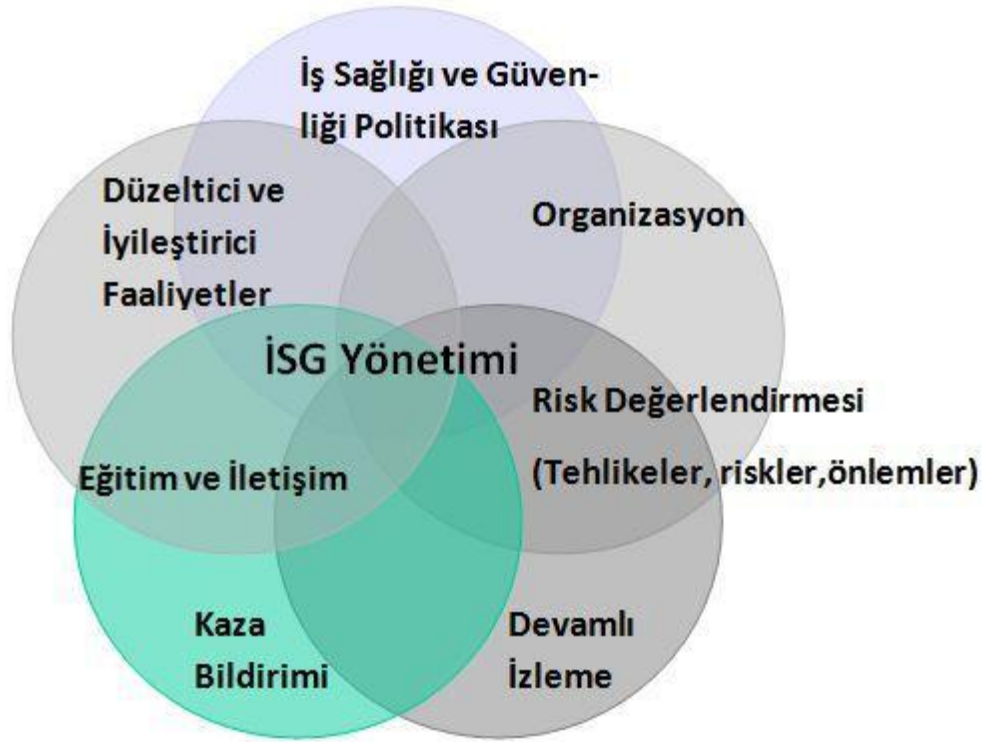 İş Sağlığı ve Güven-
liği Politikası
Düzeltici ve
İyileştirici
Faaliyetler
Organizasyon
İSG Yönetimi
Risk Değerlendirmesi
(Tehlikeler, riskler,önlemler)
Eğitim ve İletişim
Kaza
Bildirimi
Devamlı
İzleme